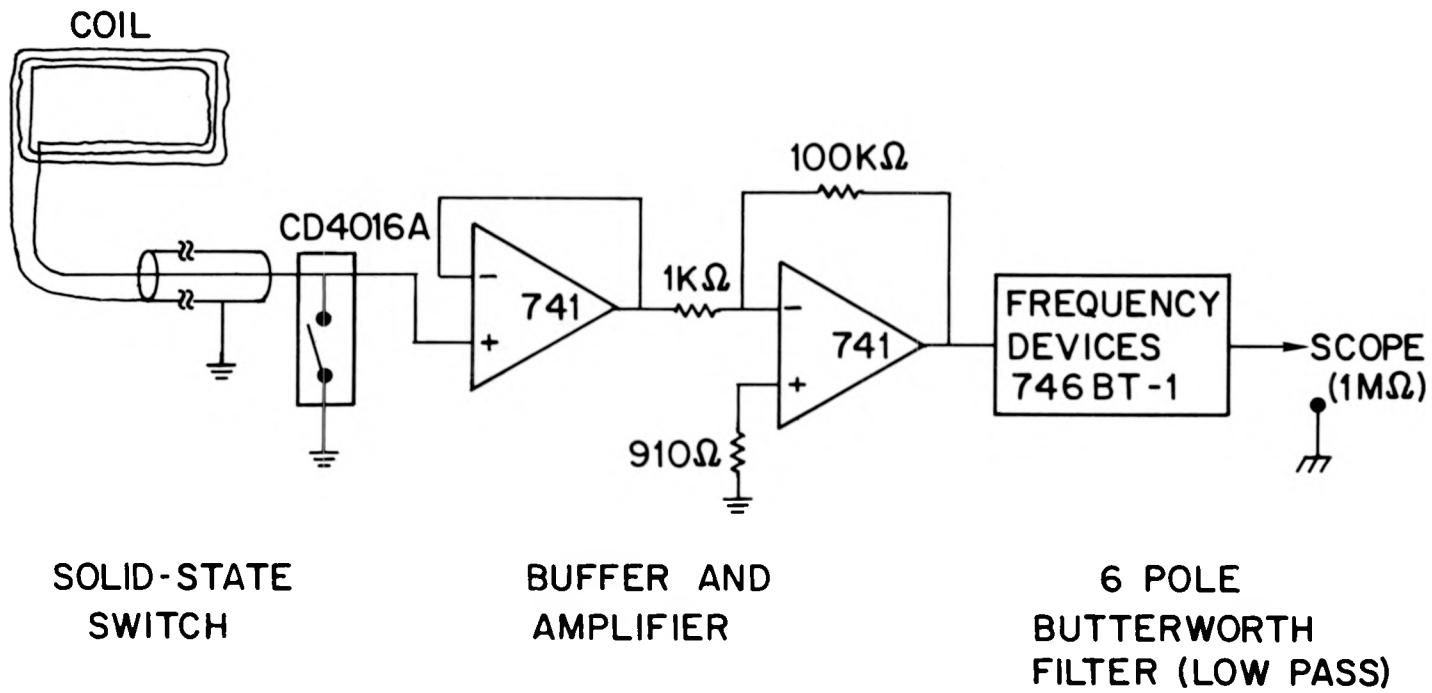 COIL
CD4016A
-
+
741
1KΩ
100KΩ
-
+
741
910Ω
FREQUENCY
DEVICES
746BT-1
SCOPE
(1MΩ)
SOLID-STATE
SWITCH
BUFFER AND
AMPLIFIER
6 POLE
BUTTERWORTH
FILTER (LOW PASS)